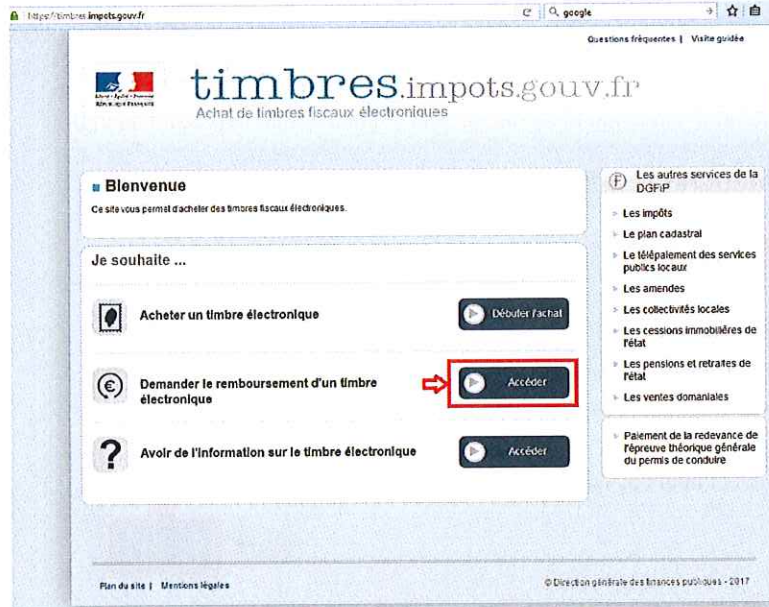 https://timbres.impots.gouv.fr
google
Questions fréquentes | Visite guidée
Liberté • Égalité • Fraternité
RÉPUBLIQUE FRANÇAISE
timbres.impots.gouv.fr
Achat de timbres fiscaux électroniques
Bienvenue
Ce site vous permet d'acheter des timbres fiscaux électroniques.
Je souhaite ...
Acheter un timbre électronique
Débuter l'achat
Demander le remboursement d'un timbre
électronique
Accéder
Avoir de l'information sur le timbre électronique
Accéder
Les autres services de la
DGFiP
Les impôts
Le plan cadastral
Le télépaiement des services
publics locaux
Les amendes
Les collectivités locales
Les cessions immobilières de
l'état
Les pensions et retraites de
l'état
Les ventes domaniales
Paiement de la redevance de
l'épreuve théorique générale
du permis de conduire
Plan du site | Mentions légales
© Direction générale des finances publiques - 2017